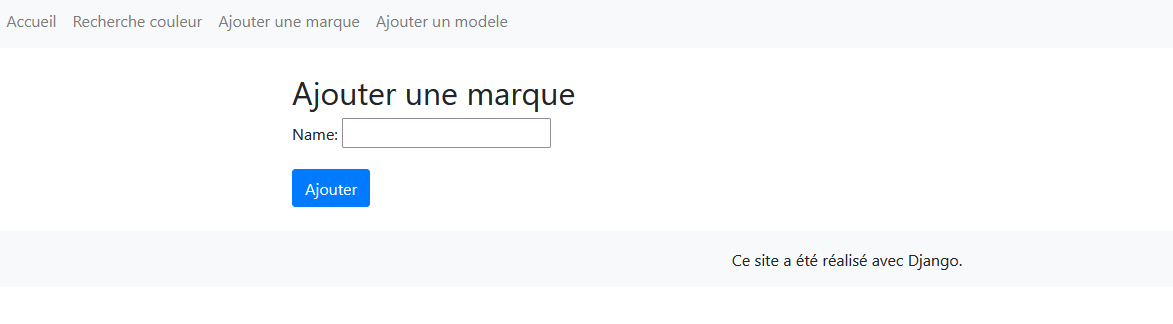 Accueil Recherche couleur Ajouter une marque Ajouter un modele
Ajouter une marque
Name:
Ajouter
Ce site a été réalisé avec Django.